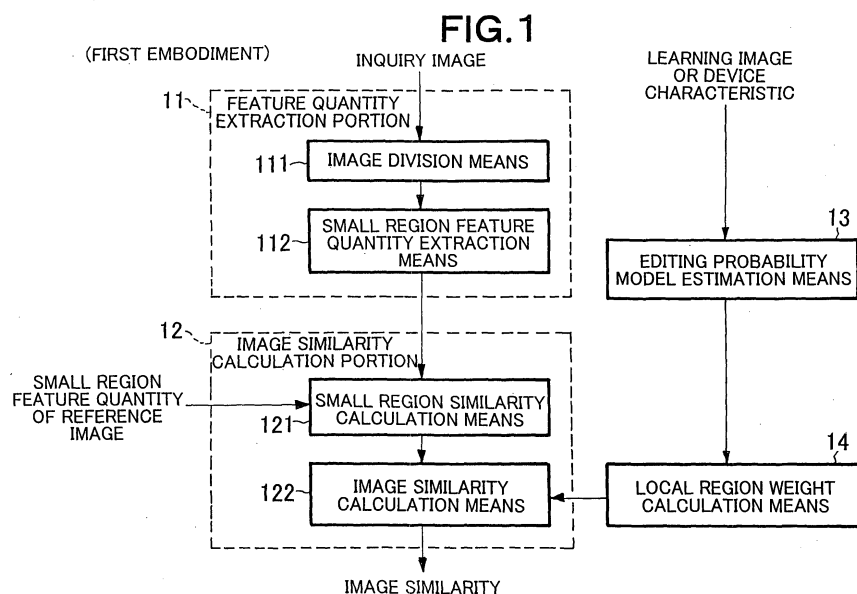 FIG.1
(FIRST EMBODIMENT)
INQUIRY IMAGE
LEARNING IMAGE
OR DEVICE
CHARACTERISTIC
11
FEATURE QUANTITY
EXTRACTION PORTION
111
IMAGE DIVISION MEANS
112
SMALL REGION FEATURE
QUANTITY EXTRACTION
MEANS
13
EDITING PROBABILITY
MODEL ESTIMATION MEANS
12
IMAGE SIMILARITY
CALCULATION PORTION
SMALL REGION
FEATURE QUANTITY
OF REFERENCE
IMAGE
121
SMALL REGION SIMILARITY
CALCULATION MEANS
14
122
IMAGE SIMILARITY
CALCULATION MEANS
LOCAL REGION WEIGHT
CALCULATION MEANS
IMAGE SIMILARITY